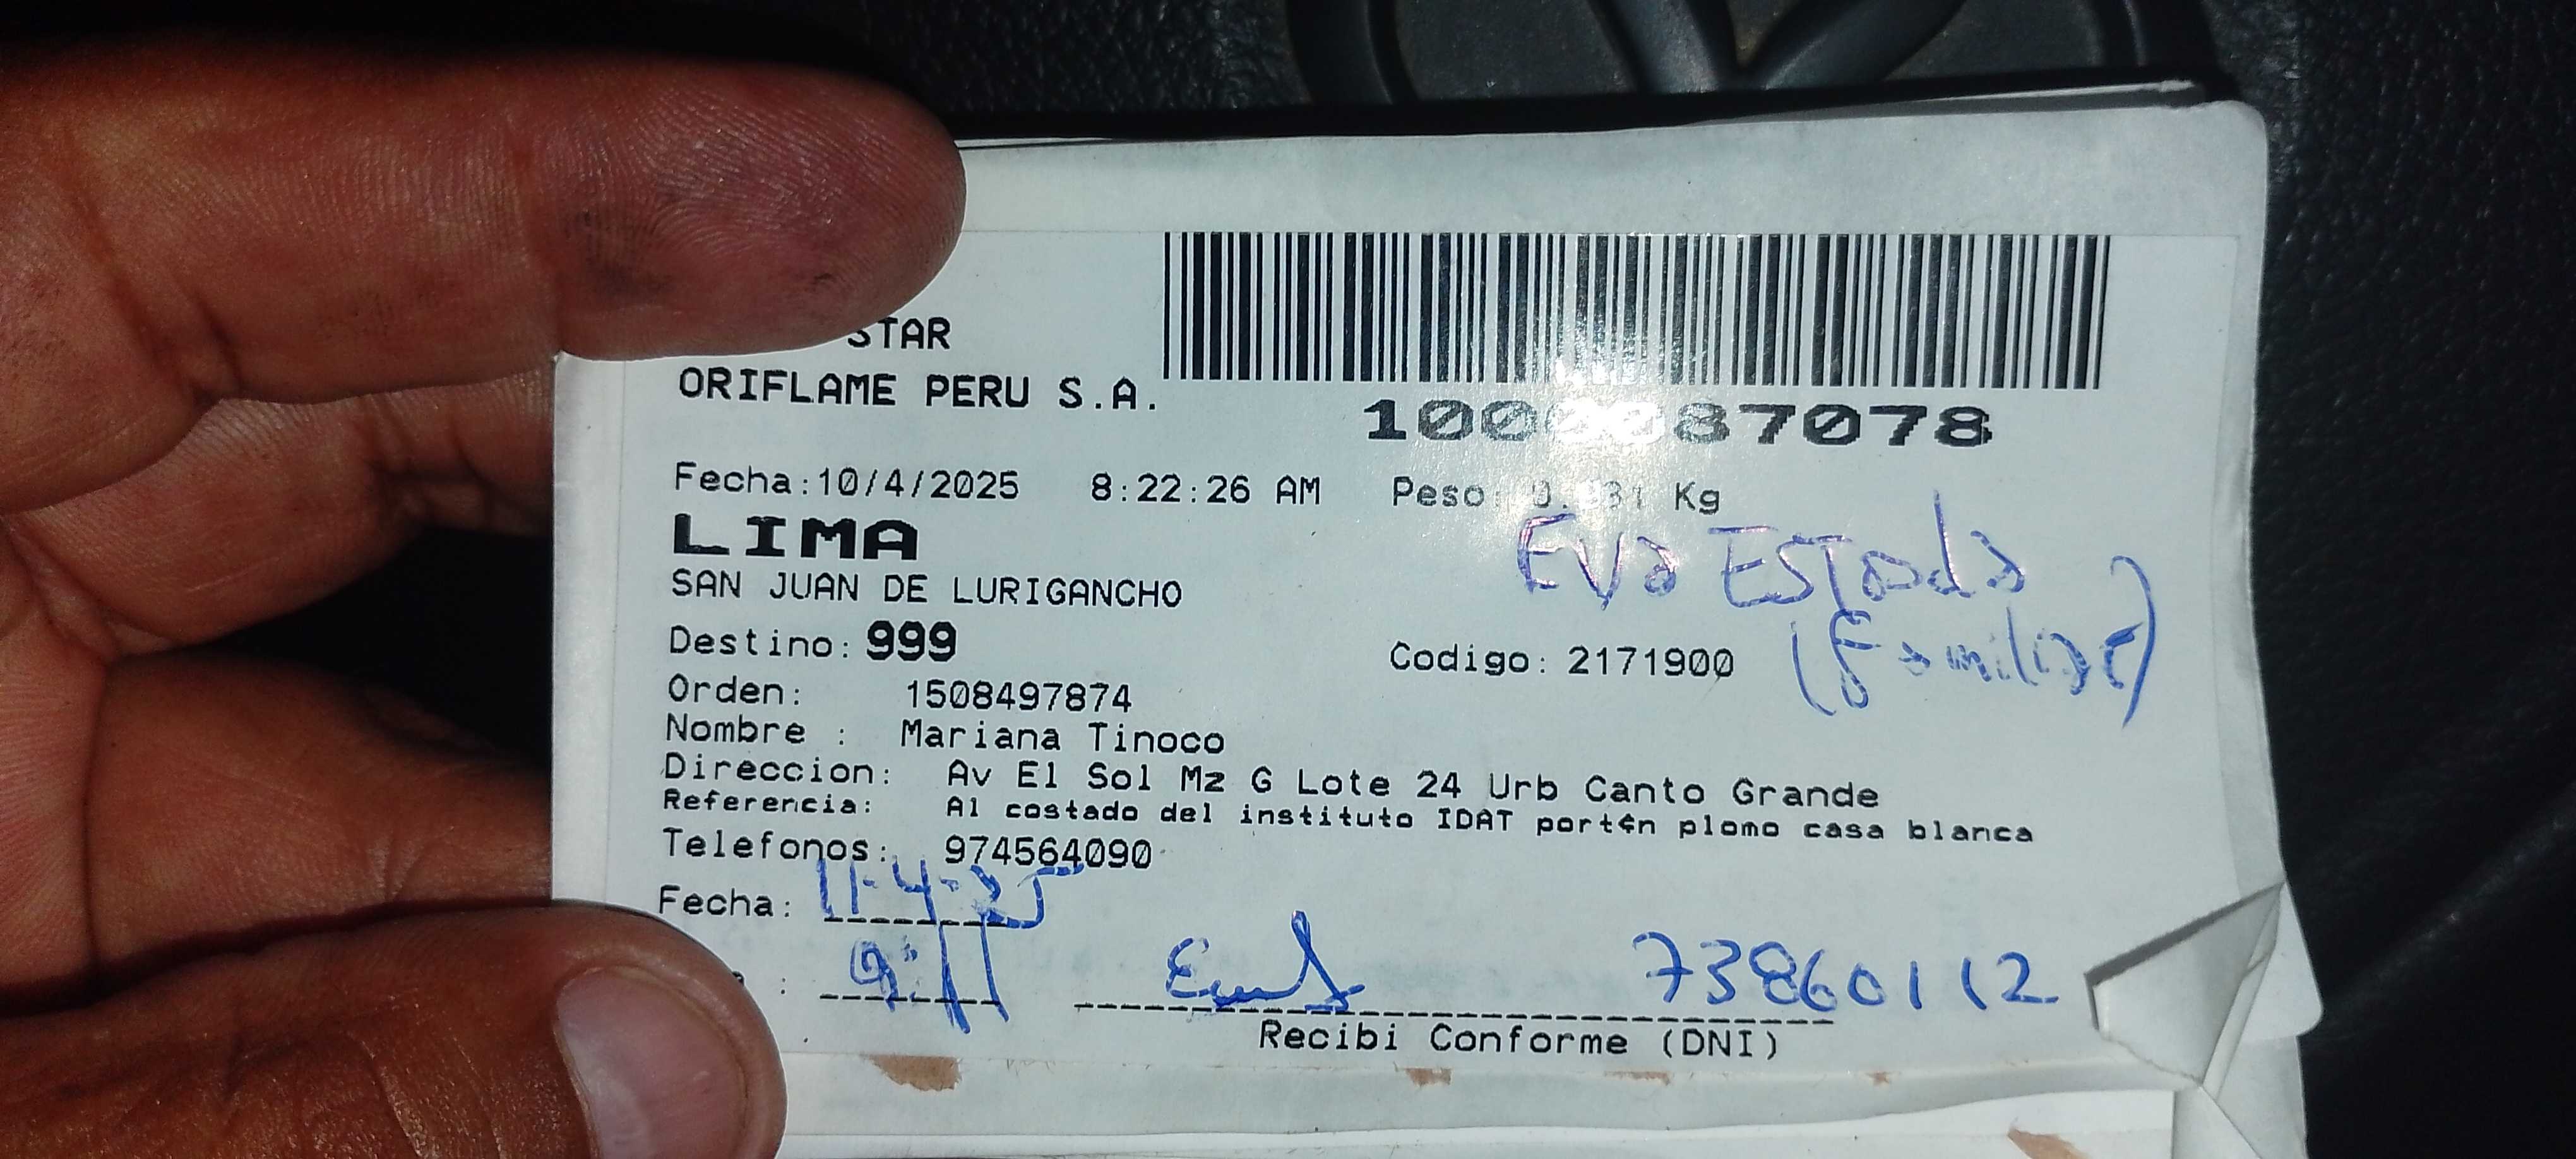 STAR
ORIFLAME PERU S.A.
Fecha:10/4/2025 8:22:26 AM Peso: Kg
LIMA
SAN JUAN DE LURIGANCHO
Eva Estada
(familiar)
Destino: 999 Codigo: 2171900
Orden: 1508497874
Nombre : Mariana Tinoco
Direccion: Av El Sol Mz G Lote 24 Urb Canto Grande
Referencia: Al costado del instituto IDAT port¢n plomo casa blanca
Telefonos: 974564090
Fecha: 11-4-25
: 9:11 73860112
Recibi Conforme (DNI)